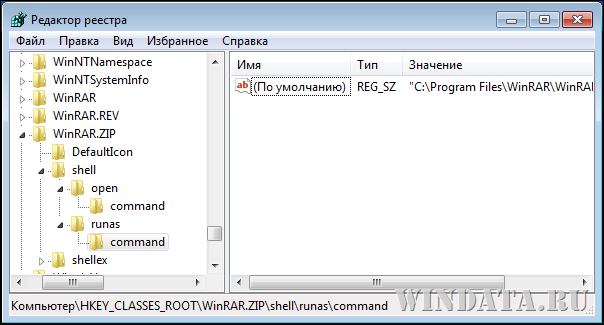 Редактор реестра
Файл Правка Вид Избранное Справка
WinNTNamespace
WinNTSystemInfo
WinRAR
WinRAR.REV
WinRAR.ZIP
DefaultIcon
shell
open
command
runas
command
shellex
Имя Тип Значение
ab (По умолчанию) REG_SZ "C:\Program Files\WinRAR\WinRA
Компьютер\HKEY_CLASSES_ROOT\WinRAR.ZIP\shell\runas\command
WINDATA.RU